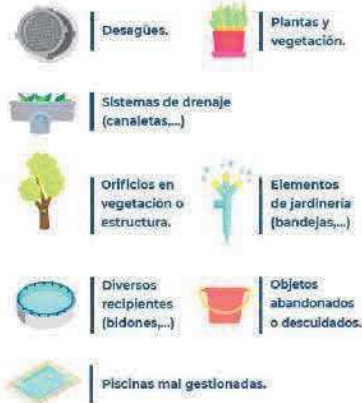 Desagües.
Plantas y
vegetación.
Sistemas de drenaje
(canaletas,...)
Orificios en
vegetación o
estructura.
Elementos
de jardinería
(bandejas,...)
Diversos
recipientes
(bidones,...)
Objetos
abandonados
o descuidados.
Piscinas mal gestionadas.